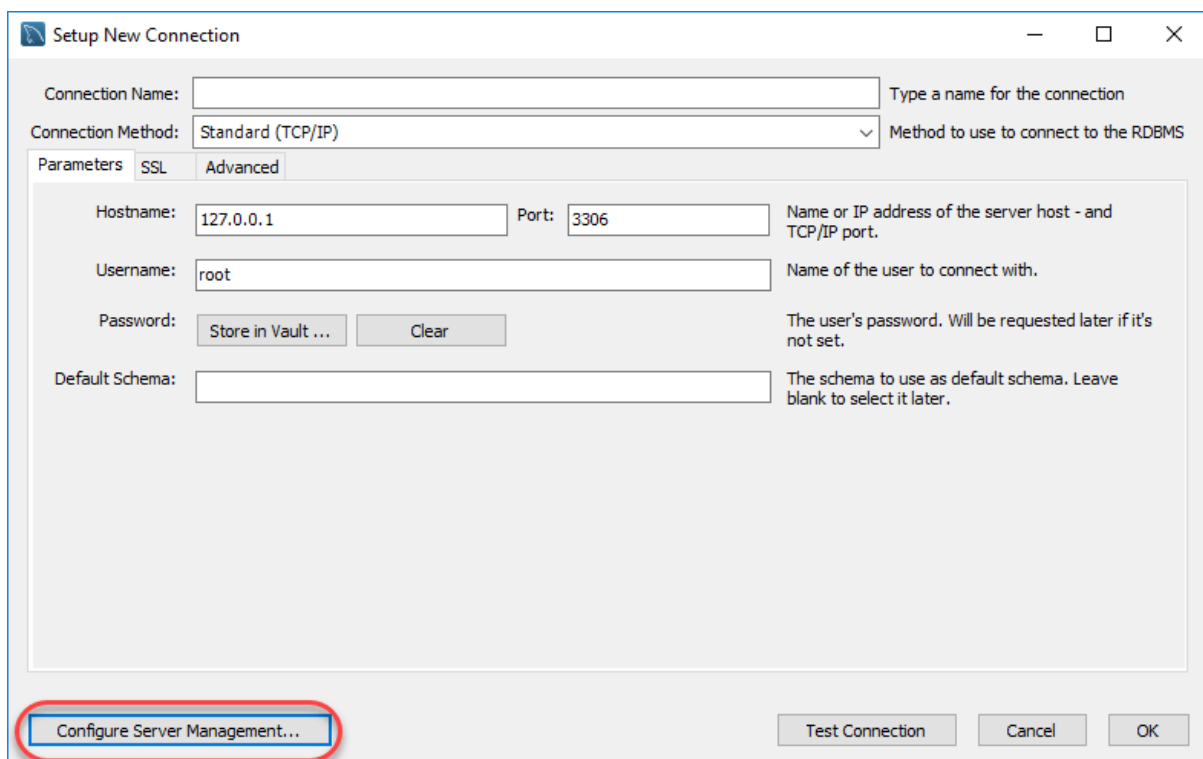 Setup New Connection
Connection Name:
Type a name for the connection
Connection Method: Standard (TCP/IP) Method to use to connect to the RDBMS
Parameters SSL Advanced
Hostname: 127.0.0.1 Port: 3306 Name or IP address of the server host - and
TCP/IP port.
Username: root Name of the user to connect with.
Password: Store in Vault ... Clear The user's password. Will be requested later if it's
not set.
Default Schema: The schema to use as default schema. Leave
blank to select it later.
Configure Server Management... Test Connection Cancel OK